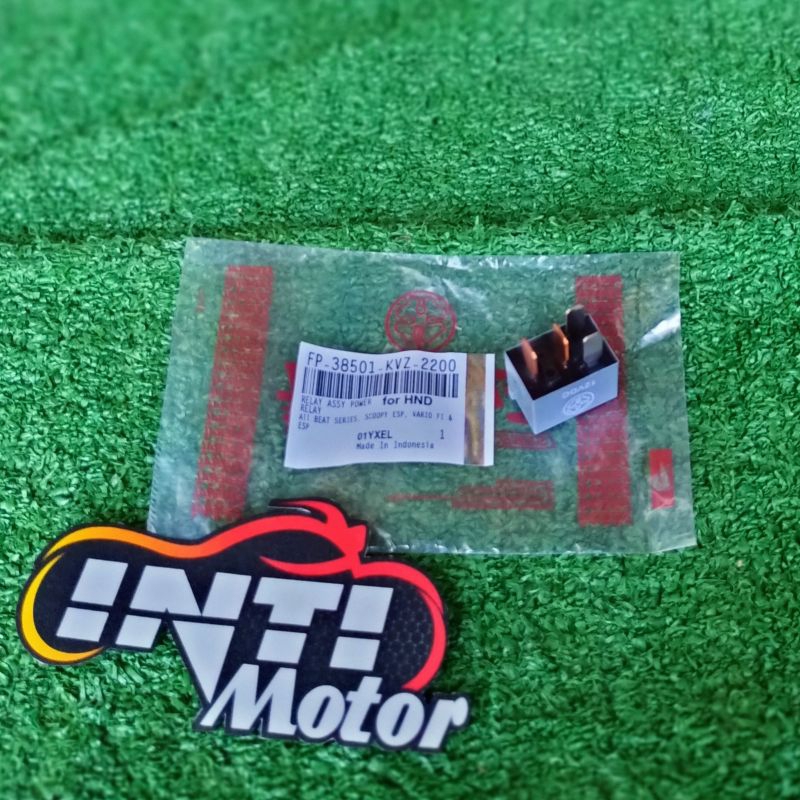 FP-38501-KVZ-2200
RELAY ASSY POWER for HND
RELAY
All BEAT SERIES, SCOOPY ESP, VARIO FI &
ESP
01YXEL 1
Made In Indonesia
12VDC
INTI
Motor